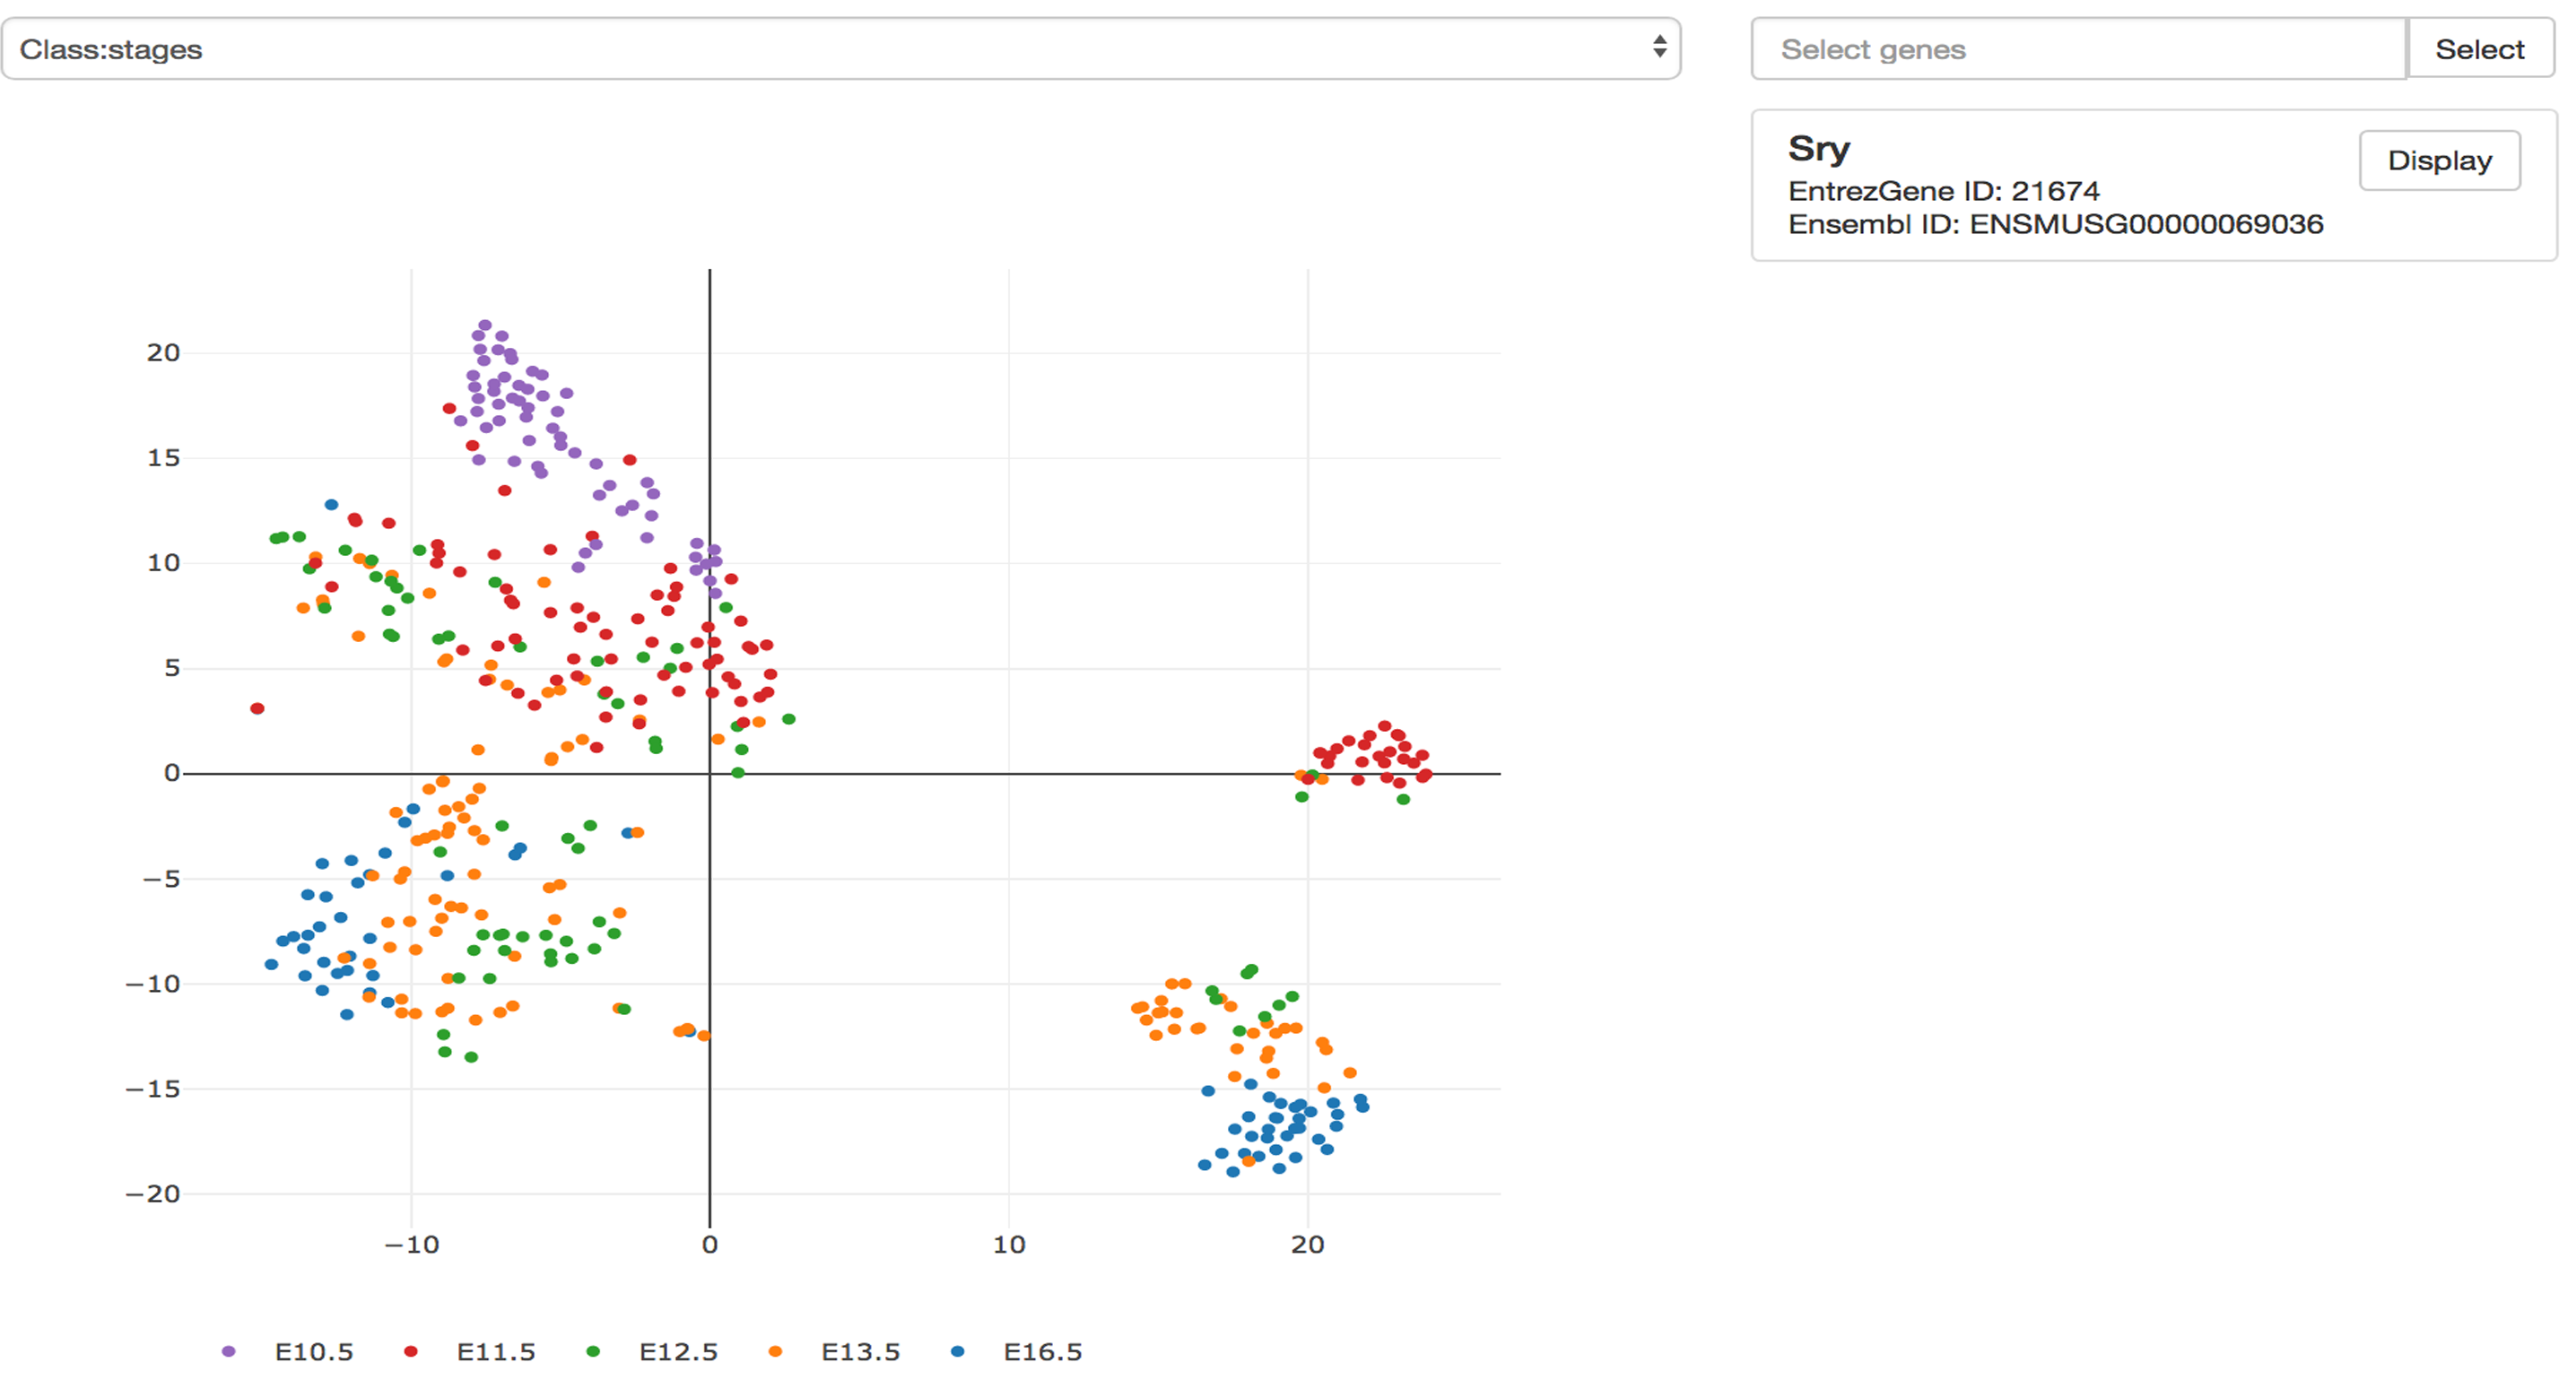 Class:stages
Select genes
Select
Sry
Display
EntrezGene ID: 21674
Ensembl ID: ENSMUSG00000069036
20
15
10
5
0
−5
−10
−15
−20
−10 0 10 20
E10.5 E11.5 E12.5 E13.5 E16.5